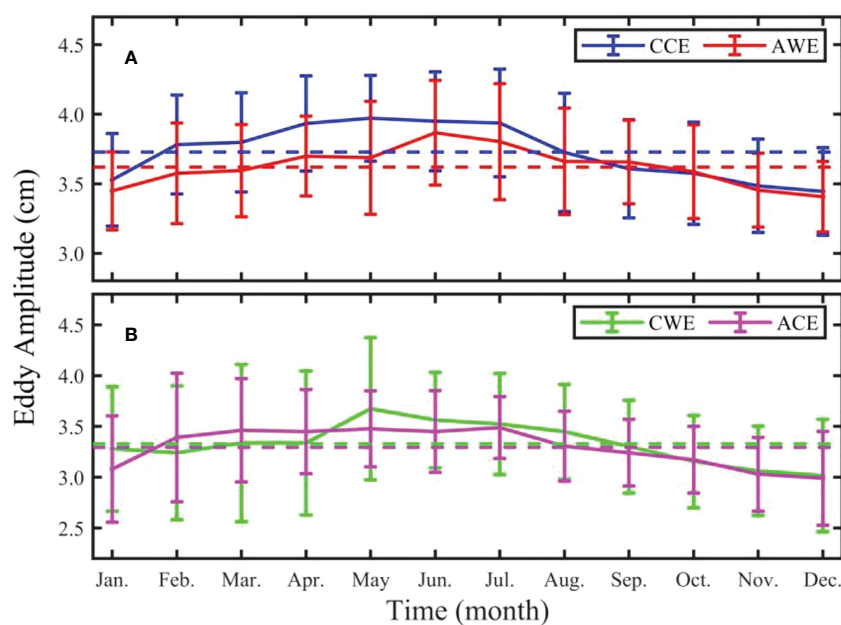 A
CCE AWE
4.5
4.0
3.5
3.0
Eddy Amplitude (cm)
B
CWE ACE
4.5
4.0
3.5
3.0
2.5
Jan. Feb. Mar. Apr. May Jun. Jul. Aug. Sep. Oct. Nov. Dec.
Time (month)